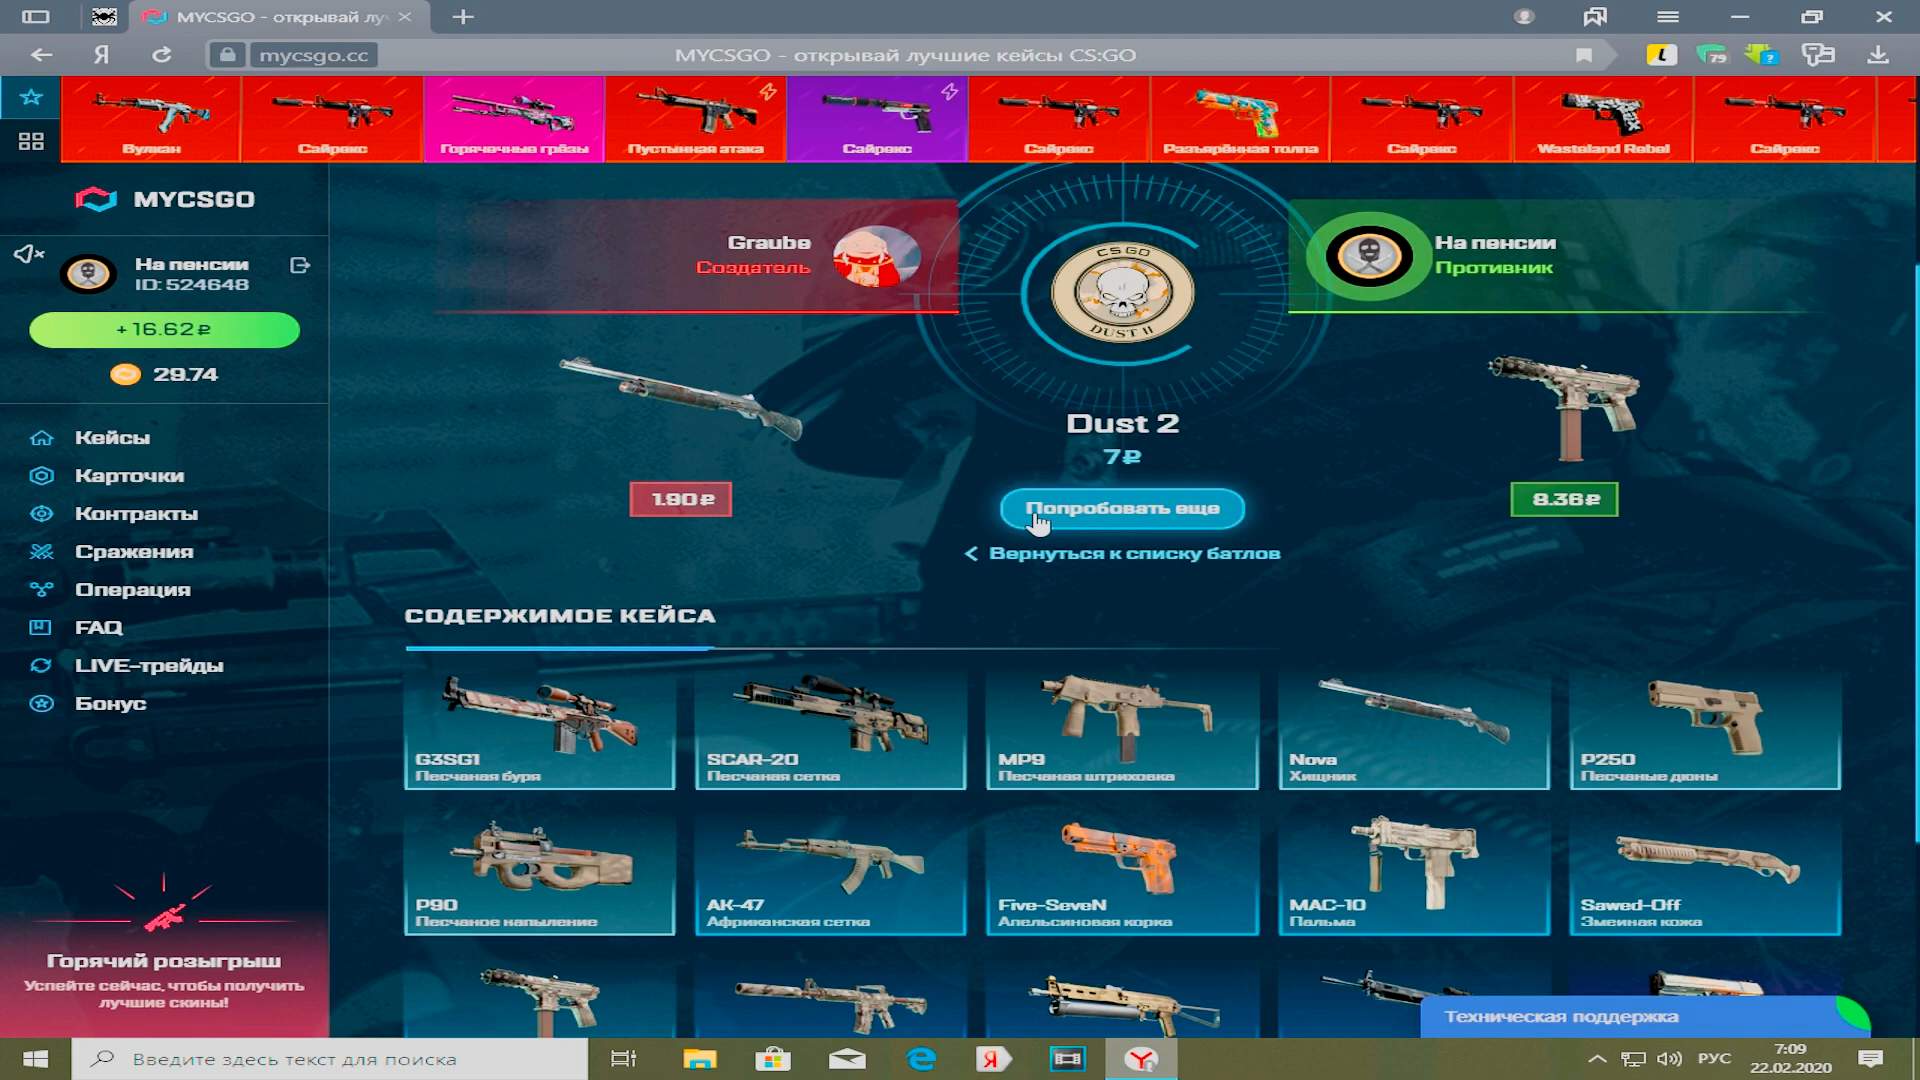 MYCSGO - открывай лу
mycsgo.cc
MYCSGO - открывай лучшие кейсы CS:GO
79
Вулкан
Сайрекс
Горячечные грёзы
Пустынная атака
Сайрекс
Сайрекс
Разъярённая толпа
Сайрекс
Wasteland Rebel
Сайрекс
MYCSGO
На пенсии
ID: 524648
+16.62₽
29.74
Кейсы
Карточки
Контракты
Сражения
Операция
FAQ
LIVE-трейды
Бонус
Горячий розыгрыш
Успейте сейчас, чтобы получить
лучшие скины!
Graube
Создатель
1.90₽
CS GO
DUST II
Dust 2
7₽
Попробовать еще
Вернуться к списку батлов
На пенсии
Противник
8.36₽
СОДЕРЖИМОЕ КЕЙСА
G3SG1
Песчаная буря
SCAR-20
Песчаная сетка
MP9
Песчаная штриховка
Nova
Хищник
P250
Песчаные дюны
P90
Песчаное напыление
AK-47
Африканская сетка
Five-SeveN
Апельсиновая корка
MAC-10
Пальма
Sawed-Off
Змеиная кожа
Техническая поддержка
Введите здесь текст для поиска
РУС
7:09
22.02.2020